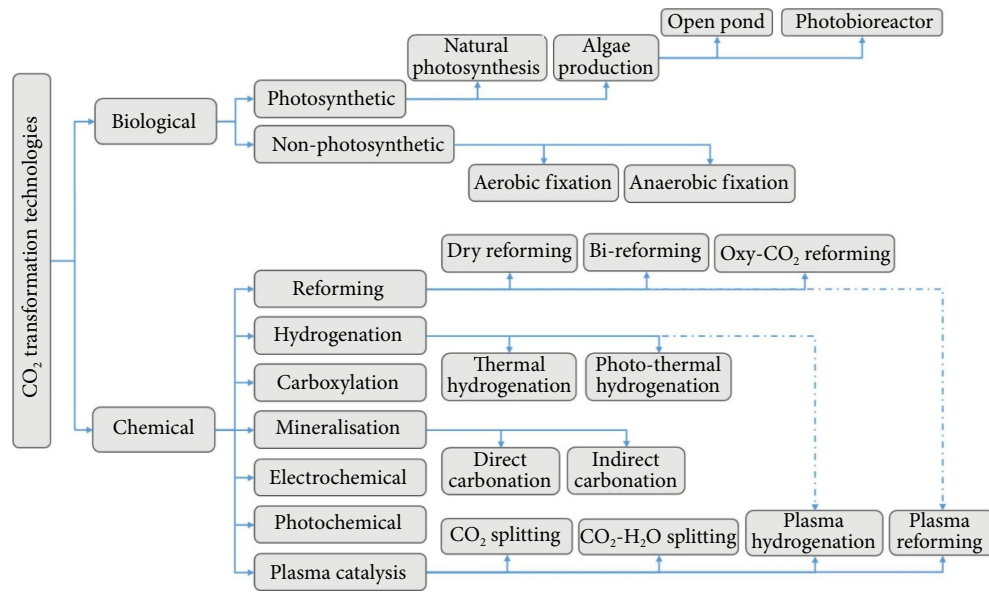 CO₂ transformation technologies
Biological
Photosynthetic
Natural
photosynthesis
Algae
production
Open pond
Photobioreactor
Non-photosynthetic
Aerobic fixation
Anaerobic fixation
Chemical
Reforming
Dry reforming
Bi-reforming
Oxy-CO₂ reforming
Hydrogenation
Thermal
hydrogenation
Photo-thermal
hydrogenation
Carboxylation
Mineralisation
Direct
carbonation
Indirect
carbonation
Electrochemical
Photochemical
Plasma catalysis
CO₂ splitting
CO₂-H₂O splitting
Plasma
hydrogenation
Plasma
reforming